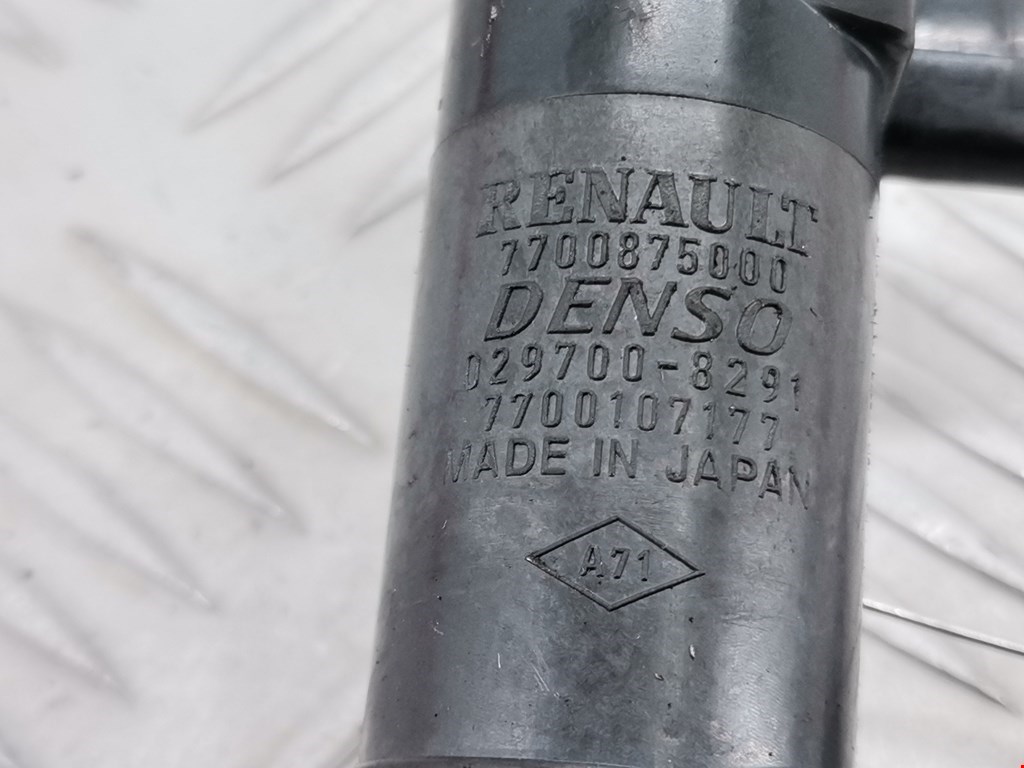 RENAULT
7700875000
DENSO
029700-8291
7700107177
MADE IN JAPAN
A71